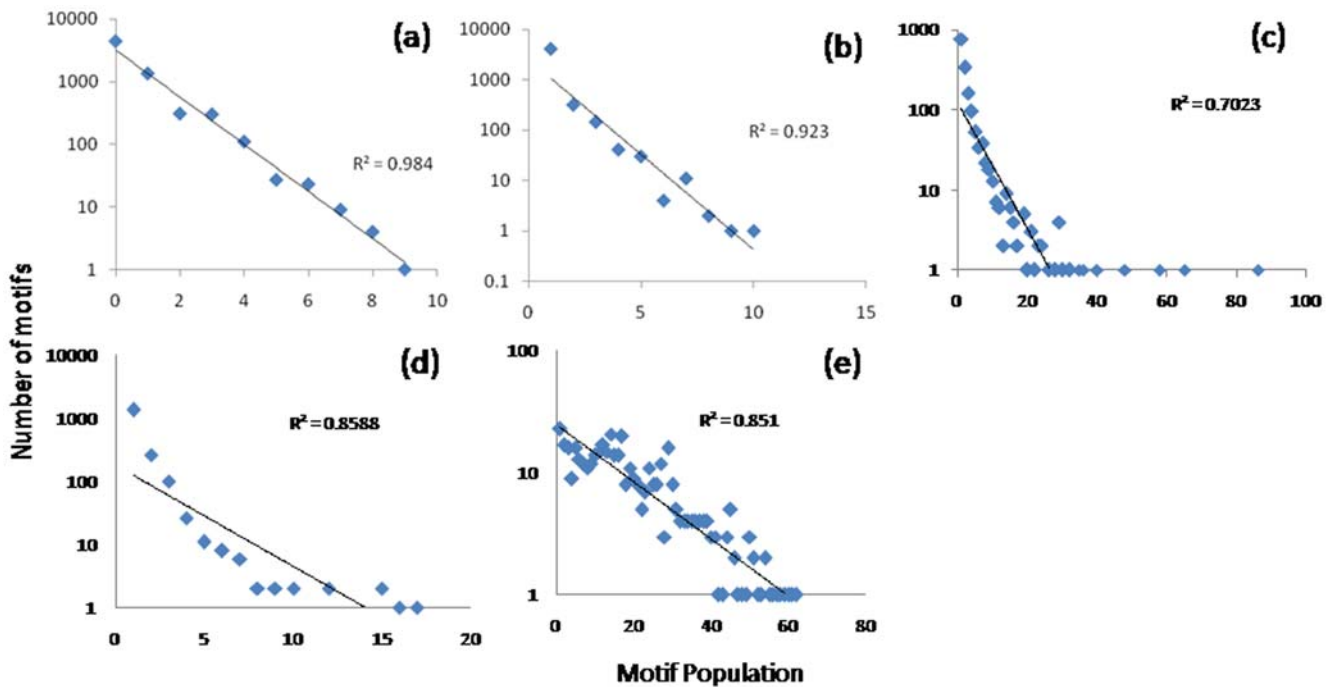 (a)
10000
1000
100
10
1
0 2 4 6 8 10
R² = 0.984
(b)
10000
1000
100
10
1
0.1
0 5 10 15
R² = 0.923
(c)
1000
100
10
1
0 20 40 60 80 100
R² = 0.7023
Number of motifs
(d)
10000
1000
100
10
1
0 5 10 15 20
R² = 0.8588
(e)
100
10
1
0 20 40 60 80
R² = 0.851
Motif Population